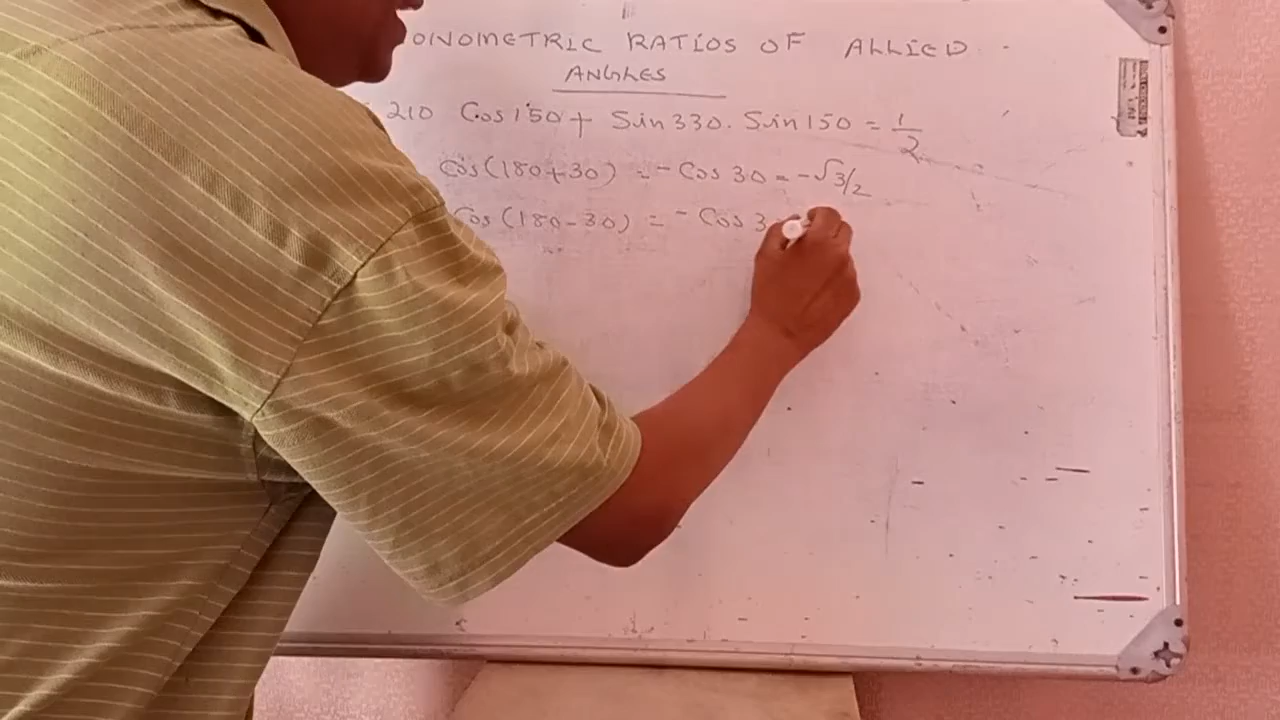 OINOMETRIC RATIOS OF ALLIED
ANGLES
210 Cos150 + Sin330. Sin150 = 1/2
Cos(180+30) = -Cos 30 = -√3/2
Cos (180-30) = - Cos 3